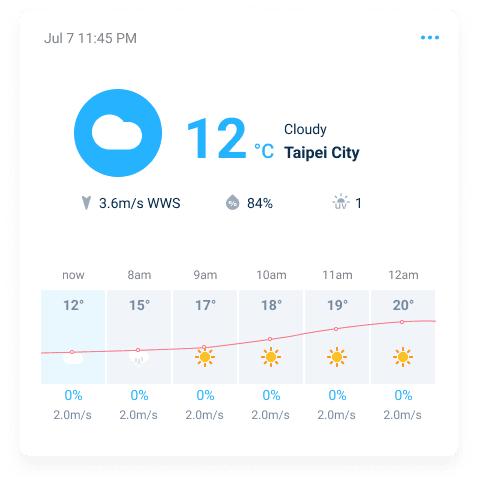 Jul 7 11:45 PM
12 °C
Cloudy
Taipei City
3.6m/s WWS 84% UV 1
now 8am 9am 10am 11am 12am
12° 15° 17° 18° 19° 20°
0% 0% 0% 0% 0% 0%
2.0m/s 2.0m/s 2.0m/s 2.0m/s 2.0m/s 2.0m/s